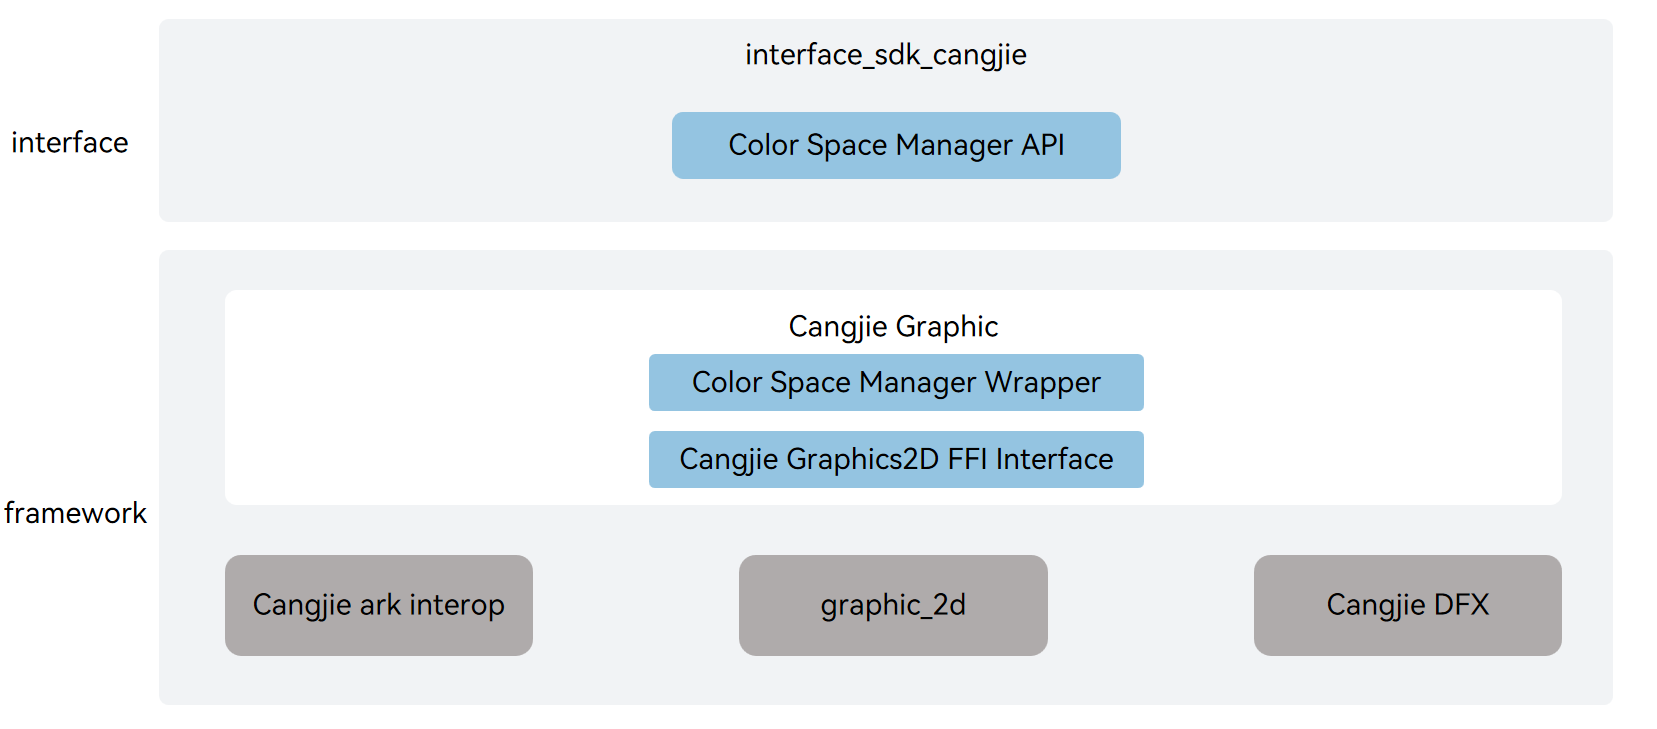 interface_sdk_cangjie
interface
Color Space Manager API
Cangjie Graphic
Color Space Manager Wrapper
Cangjie Graphics2D FFI Interface
framework
Cangjie ark interop
graphic_2d
Cangjie DFX